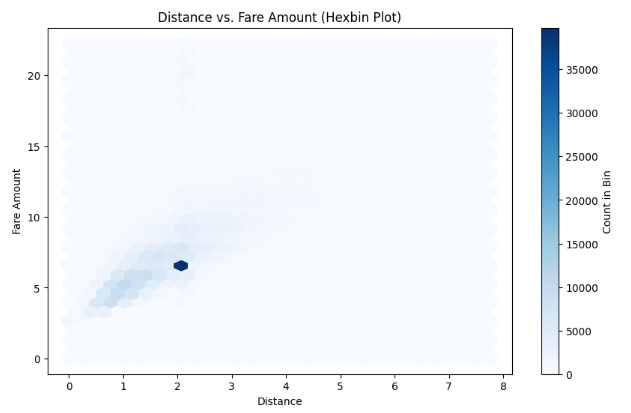 Distance vs. Fare Amount (Hexbin Plot)
Fare Amount
20
15
10
5
0
0 1 2 3 4 5 6 7 8
Distance
35000
30000
25000
20000
15000
10000
5000
0
Count in Bin